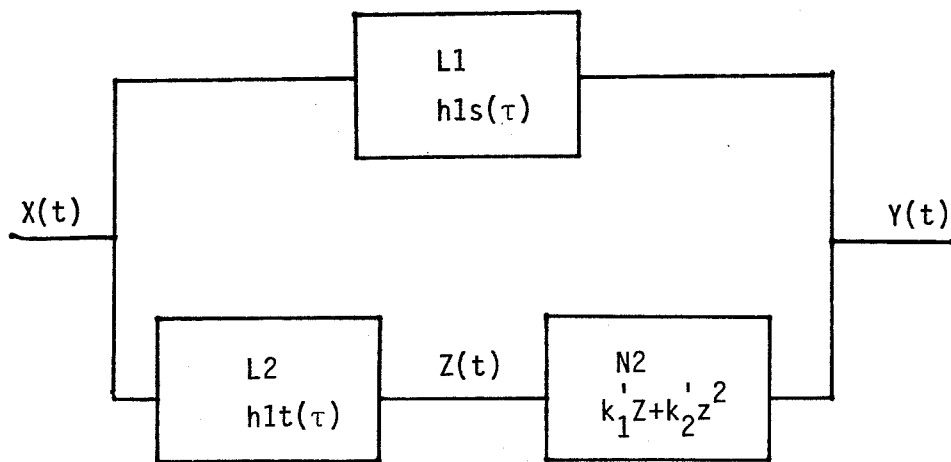 L1
h1s(τ)
X(t)
Y(t)
L2
h1t(τ)
Z(t)
N2
k₁'Z+k₂'z²